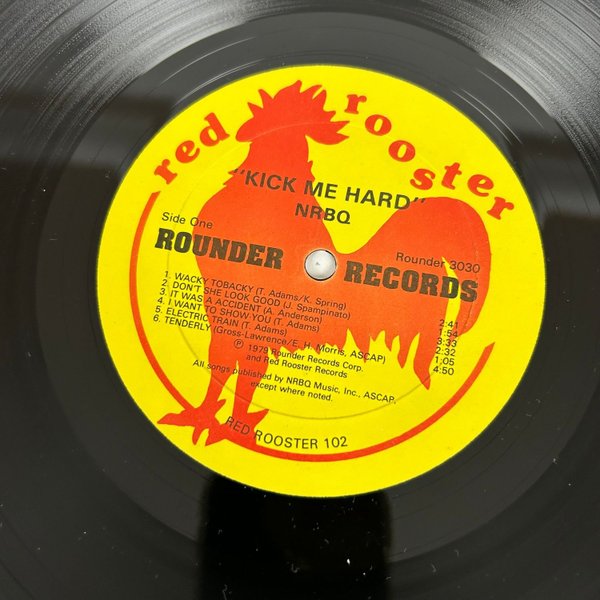 red rooster
"KICK ME HARD"
NRBQ
Side One
Rounder 3030
ROUNDER RECORDS
1. WACKY TOBACKY (T. Adams/K. Spring) 2:41
2. DON'T SHE LOOK GOOD (J. Spampinato) 1:54
3. IT WAS A ACCIDENT (A. Anderson) 3:33
4. I WANT TO SHOW YOU (T. Adams) 2:32
5. ELECTRIC TRAIN (T. Adams) 1:05
6. TENDERLY (Gross-Lawrence/E. H. Morris, ASCAP) 4:50
℗ 1979 Rounder Records Corp.
and Red Rooster Records
All songs published by NRBQ Music, Inc., ASCAP,
except where noted.
RED ROOSTER 102